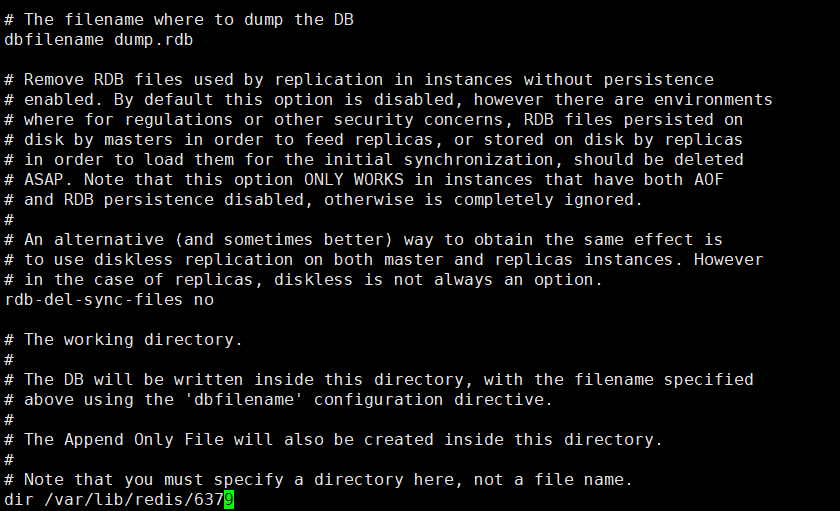 # The filename where to dump the DB
dbfilename dump.rdb
# Remove RDB files used by replication in instances without persistence
# enabled. By default this option is disabled, however there are environments
# where for regulations or other security concerns, RDB files persisted on
# disk by masters in order to feed replicas, or stored on disk by replicas
# in order to load them for the initial synchronization, should be deleted
# ASAP. Note that this option ONLY WORKS in instances that have both AOF
# and RDB persistence disabled, otherwise is completely ignored.
#
# An alternative (and sometimes better) way to obtain the same effect is
# to use diskless replication on both master and replicas instances. However
# in the case of replicas, diskless is not always an option.
rdb-del-sync-files no
# The working directory.
#
# The DB will be written inside this directory, with the filename specified
# above using the 'dbfilename' configuration directive.
#
# The Append Only File will also be created inside this directory.
#
# Note that you must specify a directory here, not a file name.
dir /var/lib/redis/6379